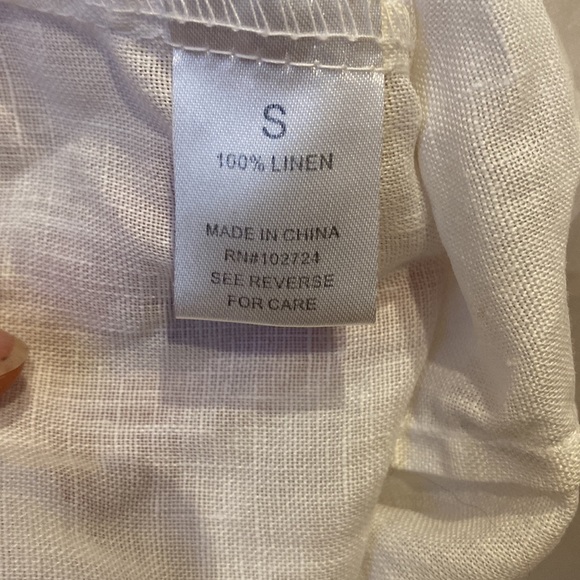 S
100% LINEN
MADE IN CHINA
RN#102724
SEE REVERSE
FOR CARE